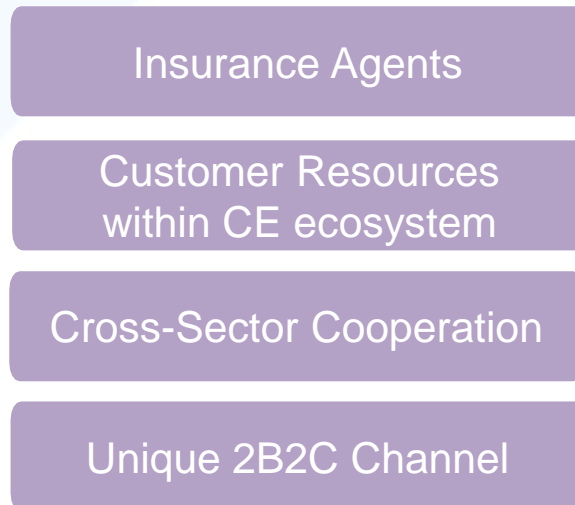 Insurance Agents
Customer Resources
within CE ecosystem
Cross-Sector Cooperation
Unique 2B2C Channel